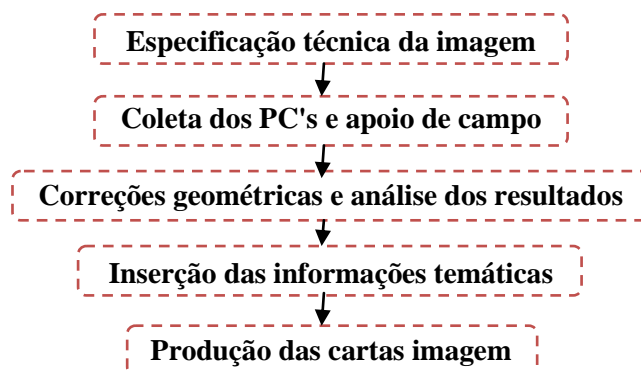 Especificação técnica da imagem
Coleta dos PC's e apoio de campo
Correções geométricas e análise dos resultados
Inserção das informações temáticas
Produção das cartas imagem